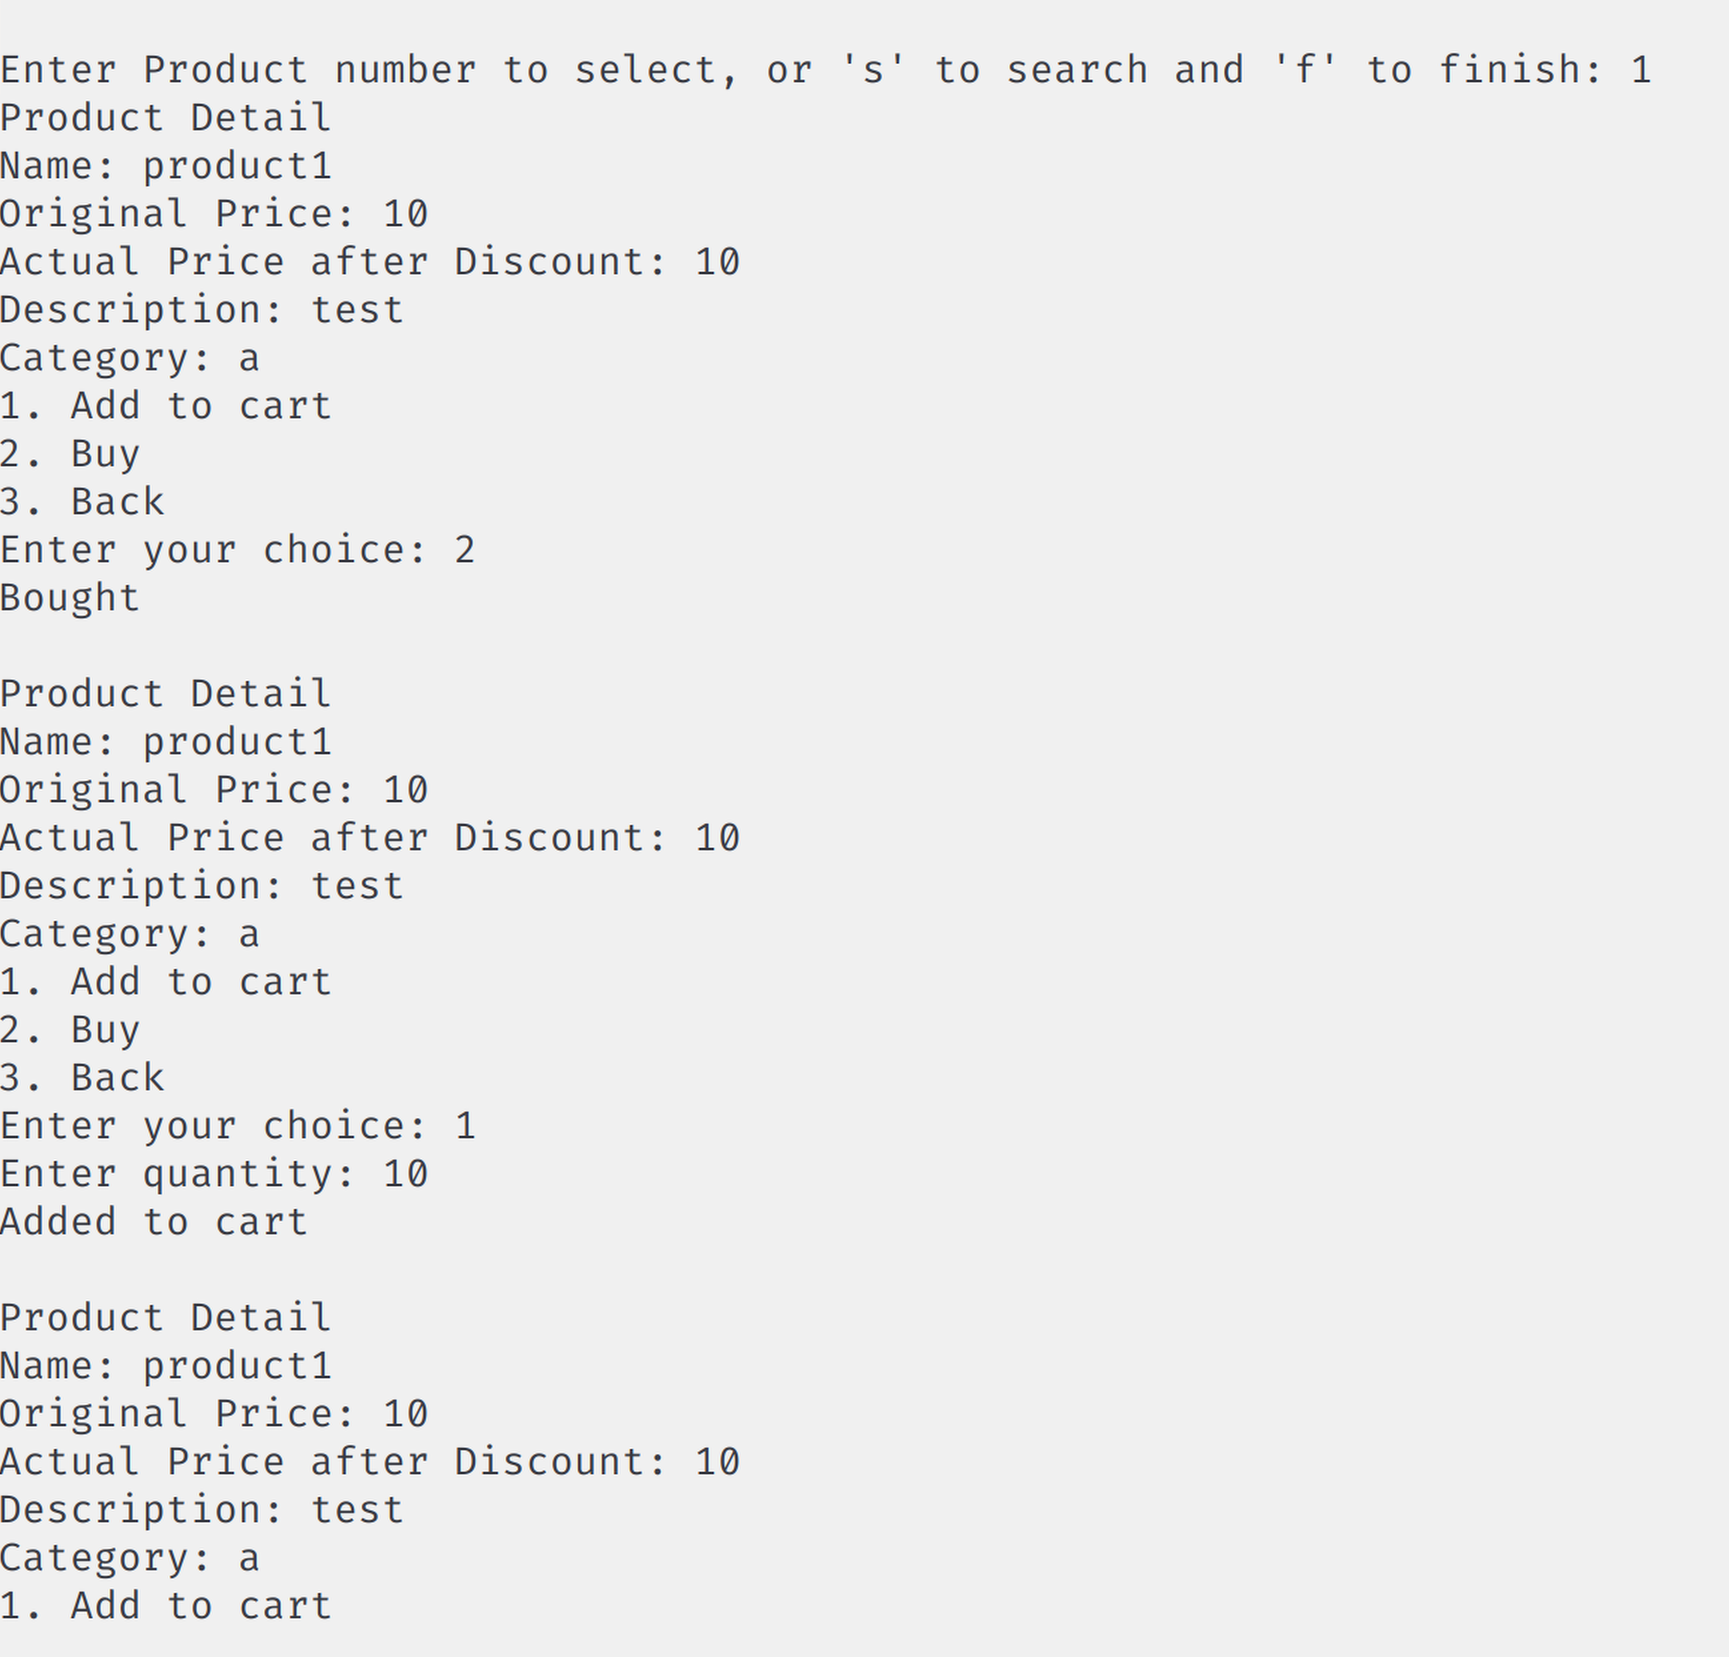 Enter Product number to select, or 's' to search and 'f' to finish: 1
Product Detail
Name: product1
Original Price: 10
Actual Price after Discount: 10
Description: test
Category: a
1. Add to cart
2. Buy
3. Back
Enter your choice: 2
Bought
Product Detail
Name: product1
Original Price: 10
Actual Price after Discount: 10
Description: test
Category: a
1. Add to cart
2. Buy
3. Back
Enter your choice: 1
Enter quantity: 10
Added to cart
Product Detail
Name: product1
Original Price: 10
Actual Price after Discount: 10
Description: test
Category: a
1. Add to cart